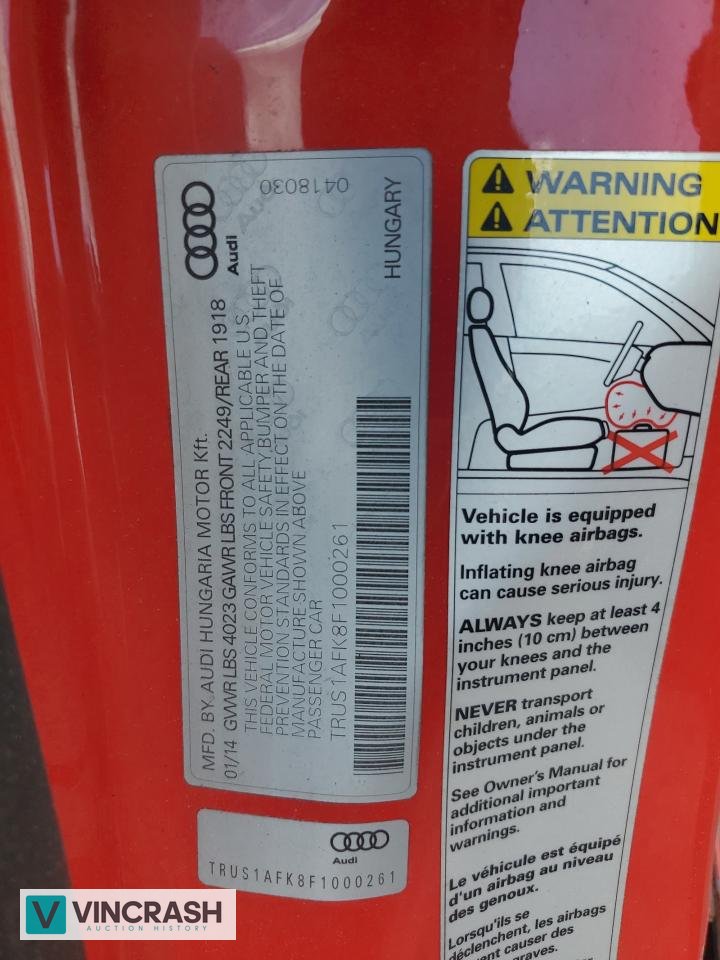 Audi
0418030
HUNGARY
MFD. BY. AUDI HUNGARIA MOTOR Kft.
01/14 GVWR LBS 4023 GAWR LBS FRONT 2249/REAR 1918
THIS VEHICLE CONFORMS TO ALL APPLICABLE U.S.
FEDERAL MOTOR VEHICLE SAFETY, BUMPER AND THEFT
PREVENTION STANDARDS IN EFFECT ON THE DATE OF
MANUFACTURE SHOWN ABOVE
PASSENGER CAR
TRUS1AFK8F1000261
Audi
TRUS1AFK8F1000261
WARNING
ATTENTION
Vehicle is equipped
with knee airbags.
Inflating knee airbag
can cause serious injury.
ALWAYS keep at least 4
inches (10 cm) between
your knees and the
instrument panel.
NEVER transport
children, animals or
objects under the
instrument panel.
See Owner's Manual for
additional important
information and
warnings.
Le véhicule est équipé
d'un airbag au niveau
des genoux.
Lorsqu'ils se
déclenchent, les airbags
peuvent causer des
graves.
VINCRASH
AUCTION HISTORY